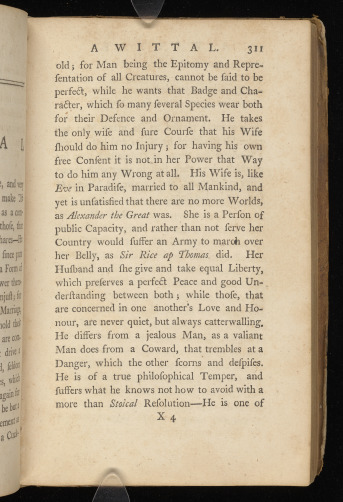 A WITTAL. 311
old; for Man being the Epitomy and Repre-
ſentation of all Creatures, cannot be ſaid to be
perfect, while he wants that Badge and Cha-
racter, which ſo many ſeveral Species wear both
for their Defence and Ornament. He takes
the only wiſe and ſure Courſe that his Wife
ſhould do him no Injury; for having his own
free Conſent it is not in her Power that Way
to do him any Wrong at all. His Wife is, like
Eve in Paradiſe, married to all Mankind, and
yet is unſatisfied that there are no more Worlds,
as Alexander the Great was. She is a Perſon of
public Capacity, and rather than not ſerve her
Country would ſuffer an Army to march over
her Belly, as Sir Rice ap Thomas did. Her
Huſband and ſhe give and take equal Liberty,
which preſerves a perfect Peace and good Un-
derſtanding between both; while thoſe, that
are concerned in one another's Love and Ho-
nour, are never quiet, but always catterwalling.
He differs from a jealous Man, as a valiant
Man does from a Coward, that trembles at a
Danger, which the other ſcorns and deſpiſes.
He is of a true philoſophical Temper, and
ſuffers what he knows not how to avoid with a
more than Stoical Reſolution—He is one of
X 4